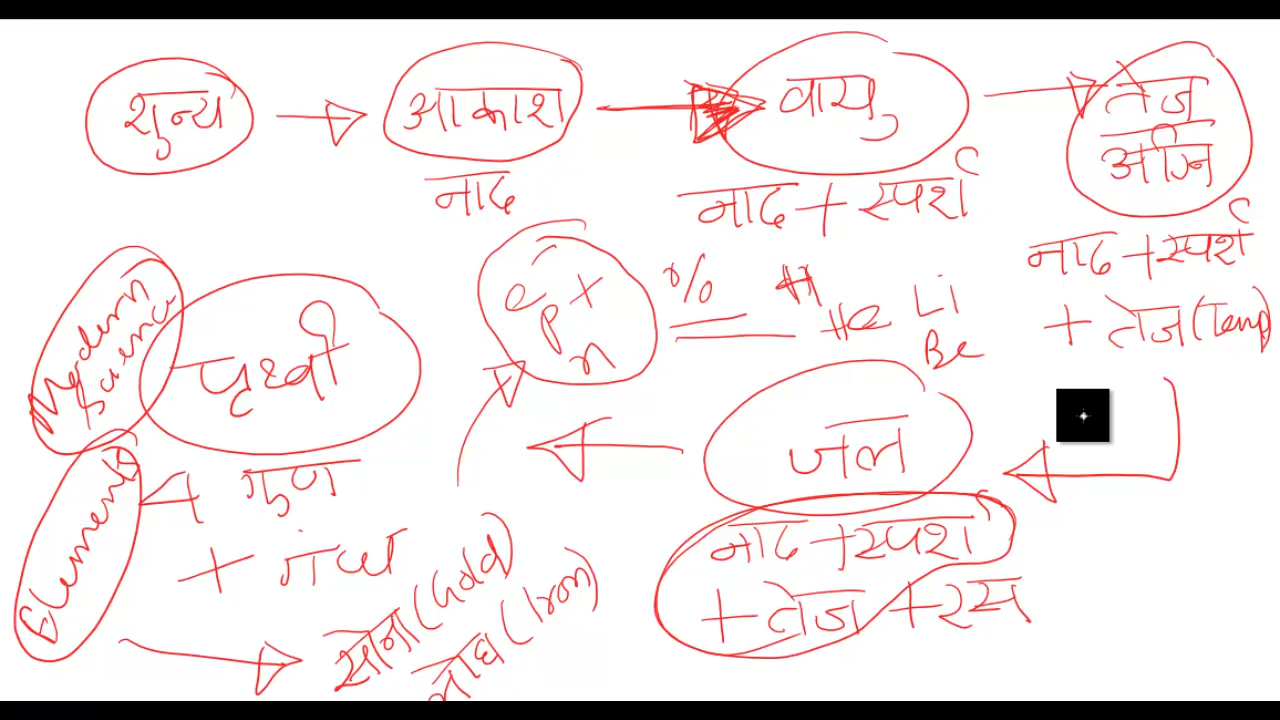 शुन्य
आकाश
नाद
वायु
नाद + स्पर्श
तेज
अग्नि
नाद + स्पर्श
+ तेज (Temp)
जल
नाद + स्पर्श
+ तेज + रस
e p + n
%
H
He Li
Be
पृथ्वी
4 गुण
+ गंध
Modern
Science
Elements
सोना (Gold)
(Iron)